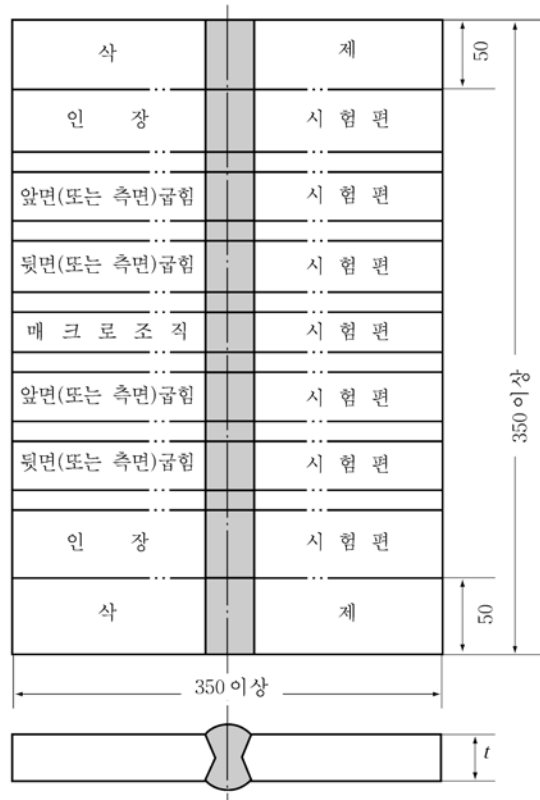 삭 제
인 장 시 험 편
앞면(또는 측면)굽힘 시 험 편
뒷면(또는 측면)굽힘 시 험 편
매 크 로 조 직 시 험 편
앞면(또는 측면)굽힘 시 험 편
뒷면(또는 측면)굽힘 시 험 편
인 장 시 험 편
삭 제
50
350 이상
50
350 이상
t